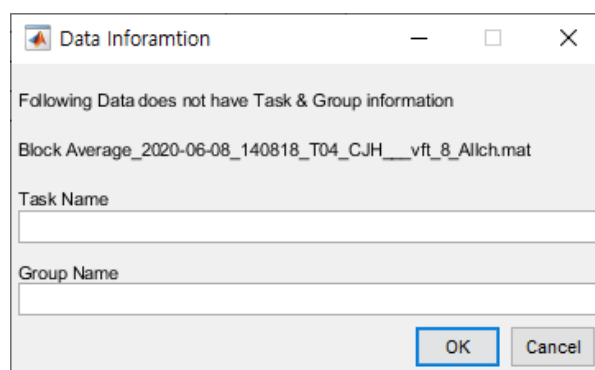 Data Inforamtion
Following Data does not have Task & Group information
Block Average_2020-06-08_140818_T04_CJH___vft_8_Allch.mat
Task Name
Group Name
OK Cancel